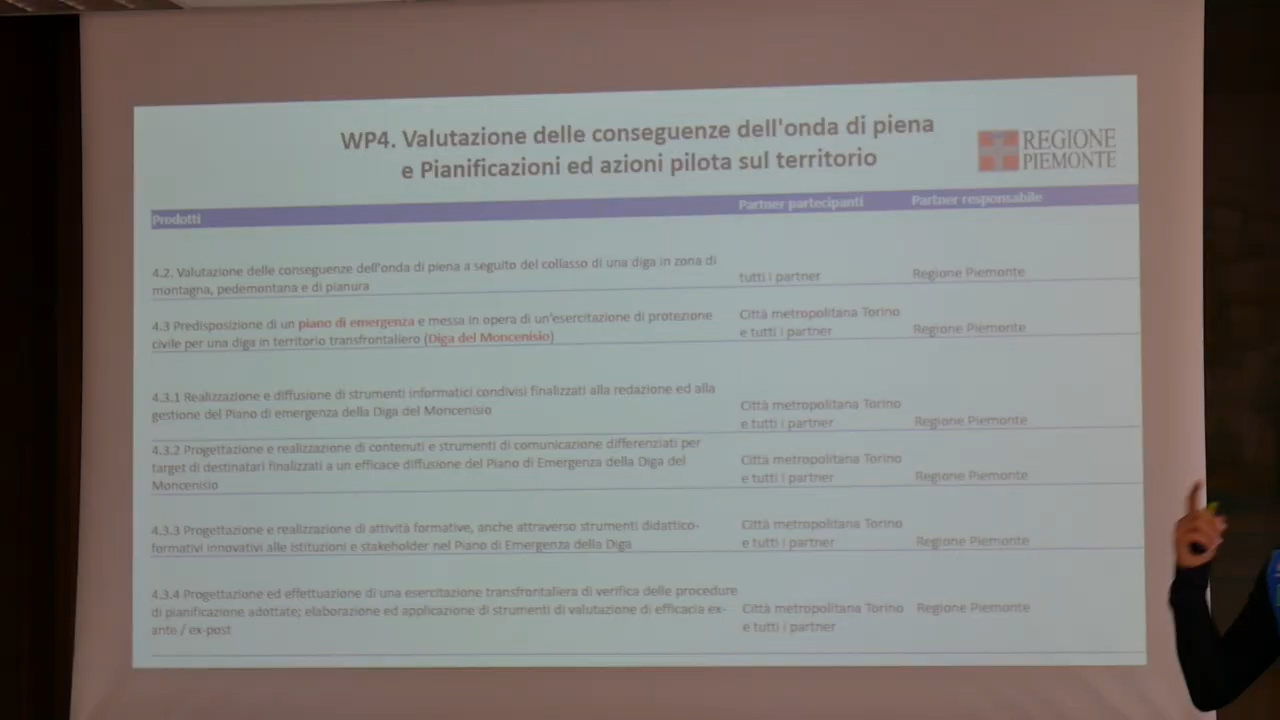 WP4. Valutazione delle conseguenze dell'onda di piena
e Pianificazioni ed azioni pilota sul territorio
REGIONE
PIEMONTE
Prodotti
Partner partecipanti
Partner responsabile
4.2. Valutazione delle conseguenze dell'onda di piena a seguito del collasso di una diga in zona di
montagna, pedemontana e di pianura
tutti i partner
Regione Piemonte
4.3 Predisposizione di un piano di emergenza e messa in opera di un'esercitazione di protezione
civile per una diga in territorio transfrontaliero (Diga del Moncenisio)
Città metropolitana Torino
e tutti i partner
Regione Piemonte
4.3.1 Realizzazione e diffusione di strumenti informatici condivisi finalizzati alla redazione ed alla
gestione del Piano di emergenza della Diga del Moncenisio
Città metropolitana Torino
e tutti i partner
Regione Piemonte
4.3.2 Progettazione e realizzazione di contenuti e strumenti di comunicazione differenziati per
target di destinatari finalizzati a un efficace diffusione del Piano di Emergenza della Diga del
Moncenisio
Città metropolitana Torino
e tutti i partner
Regione Piemonte
4.3.3 Progettazione e realizzazione di attività formative, anche attraverso strumenti didattico-
formativi innovativi alle istituzioni e stakeholder nel Piano di Emergenza della Diga
Città metropolitana Torino
e tutti i partner
Regione Piemonte
4.3.4 Progettazione ed effettuazione di una esercitazione transfrontaliera di verifica delle procedure
di pianificazione adottate; elaborazione ed applicazione di strumenti di valutazione di efficacia ex-
ante / ex-post
Città metropolitana Torino
e tutti i partner
Regione Piemonte